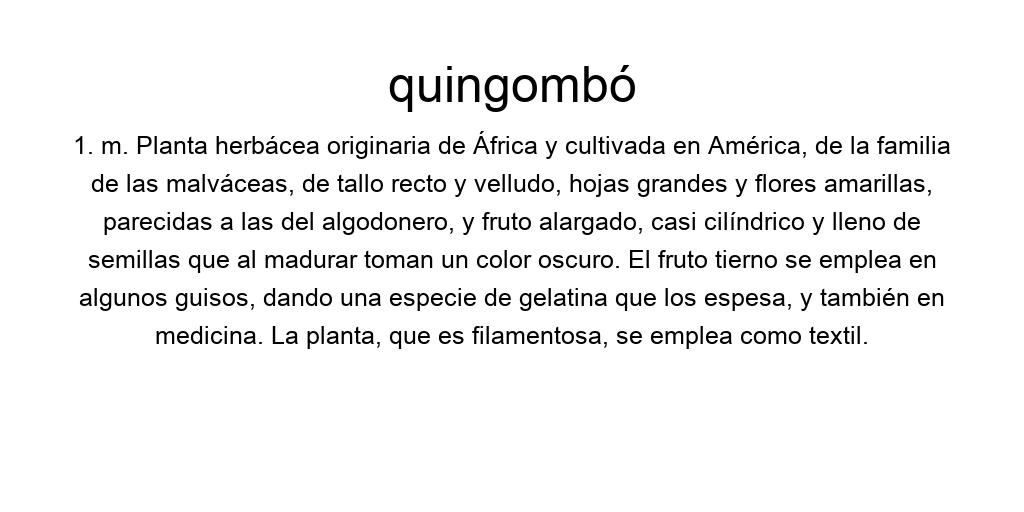 quingombó
1. m. Planta herbácea originaria de África y cultivada en América, de la familia
de las malváceas, de tallo recto y velludo, hojas grandes y flores amarillas,
parecidas a las del algodonero, y fruto alargado, casi cilíndrico y lleno de
semillas que al madurar toman un color oscuro. El fruto tierno se emplea en
algunos guisos, dando una especie de gelatina que los espesa, y también en
medicina. La planta, que es filamentosa, se emplea como textil.